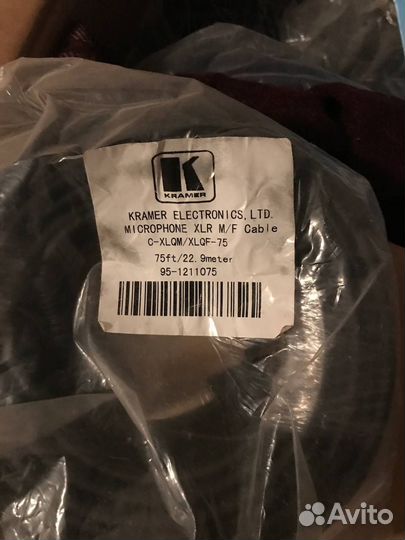 K
KRAMER
KRAMER ELECTRONICS, LTD.
MICROPHONE XLR M/F Cable
C-XLQM/XLQF-75
75ft/22.9meter
95-1211075
Avito